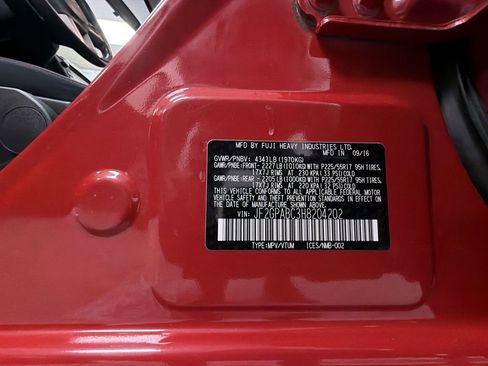 MFD BY FUJI HEAVY INDUSTRIES LTD.
MFD. IN 09/16
GVWR/PNBV: 4343LB (1970KG)
GAWR/PNBE:FRONT-2227LB(1010KG) P225/55R17 95H TIRES
17X7J RIMS AT 230 KPA(33 PSI)COLD
GAWR/PNBE:REAR -2205LB(1000KG) P225/55R17 95H TIRES
17X7J RIMS AT 220 KPA(32 PSI)COLD
THIS VEHICLE CONFORMS TO ALL APPLICABLE FEDERAL MOTOR
VEHICLE SAFETY AND THEFT PREVENTION STANDARDS
IN EFFECT ON THE DATE OF MANUFACTURE SHOWN ABOVE.
VIN: JF2GPABC3H8204202
TYPE:MPV/VTUM ICES/NMB-002